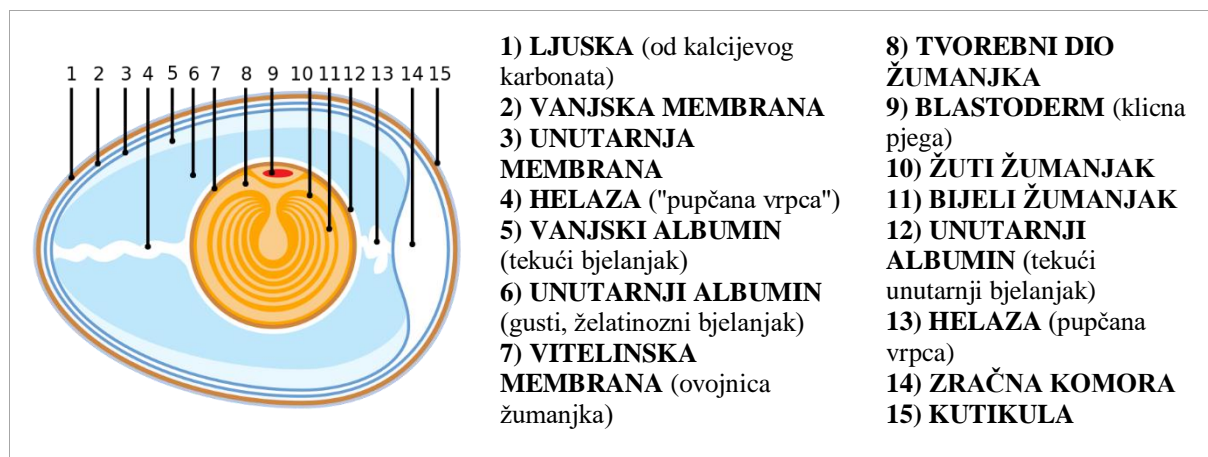 1 2 3 4 5 7 8 9 10 11 12 13 14 15
6
1) LJUSKA (od kalcijevog
karbonata)
2) VANJSKA MEMBRANA
3) UNUTARNJA
MEMBRANA
4) HELAZA ("pupčana vrpca")
5) VANJSKI ALBUMIN
(tekući bjelanjak)
6) UNUTARNJI ALBUMIN
(gusti, želatinozni bjelanjak)
7) VITELINSKA
MEMBRANA (ovojnica
žumanjka)
8) TVOREBNI DIO
ŽUMANJKA
9) BLASTODERM (klicna
pjega)
10) ŽUTI ŽUMANJAK
11) BIJELI ŽUMANJAK
12) UNUTARNJI
ALBUMIN (tekući
unutarnji bjelanjak)
13) HELAZA (pupčana
vrpca)
14) ZRAČNA KOMORA
15) KUTIKULA